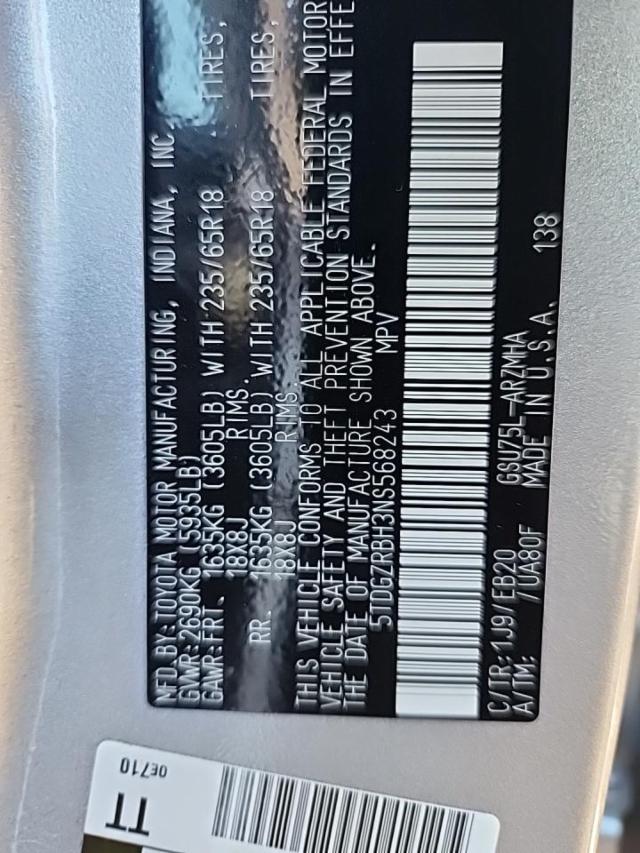 MFD.BY:TOYOTA MOTOR MANUFACTURING, INDIANA, INC
GVWR:2690KG (5935LB)
GAWR:FRT. 1635KG (3605LB) WITH 235/65R18 TIRES,
18X8J RIMS.
RR. 1635KG (3605LB) WITH 235/65R18 TIRES,
18X8J RIMS
THIS VEHICLE CONFORMS TO ALL APPLICABLE FEDERAL MOTOR
VEHICLE SAFETY AND THEFT PREVENTION STANDARDS IN EFFE
THE DATE OF MANUFACTURE SHOWN ABOVE.
5TDGZRBH3NS568243 MPV
C/TR:1J9/EB20 GSU75L-ARZMHA 138
A/TM: /UA80F MADE IN U.S.A.
TT 0E710